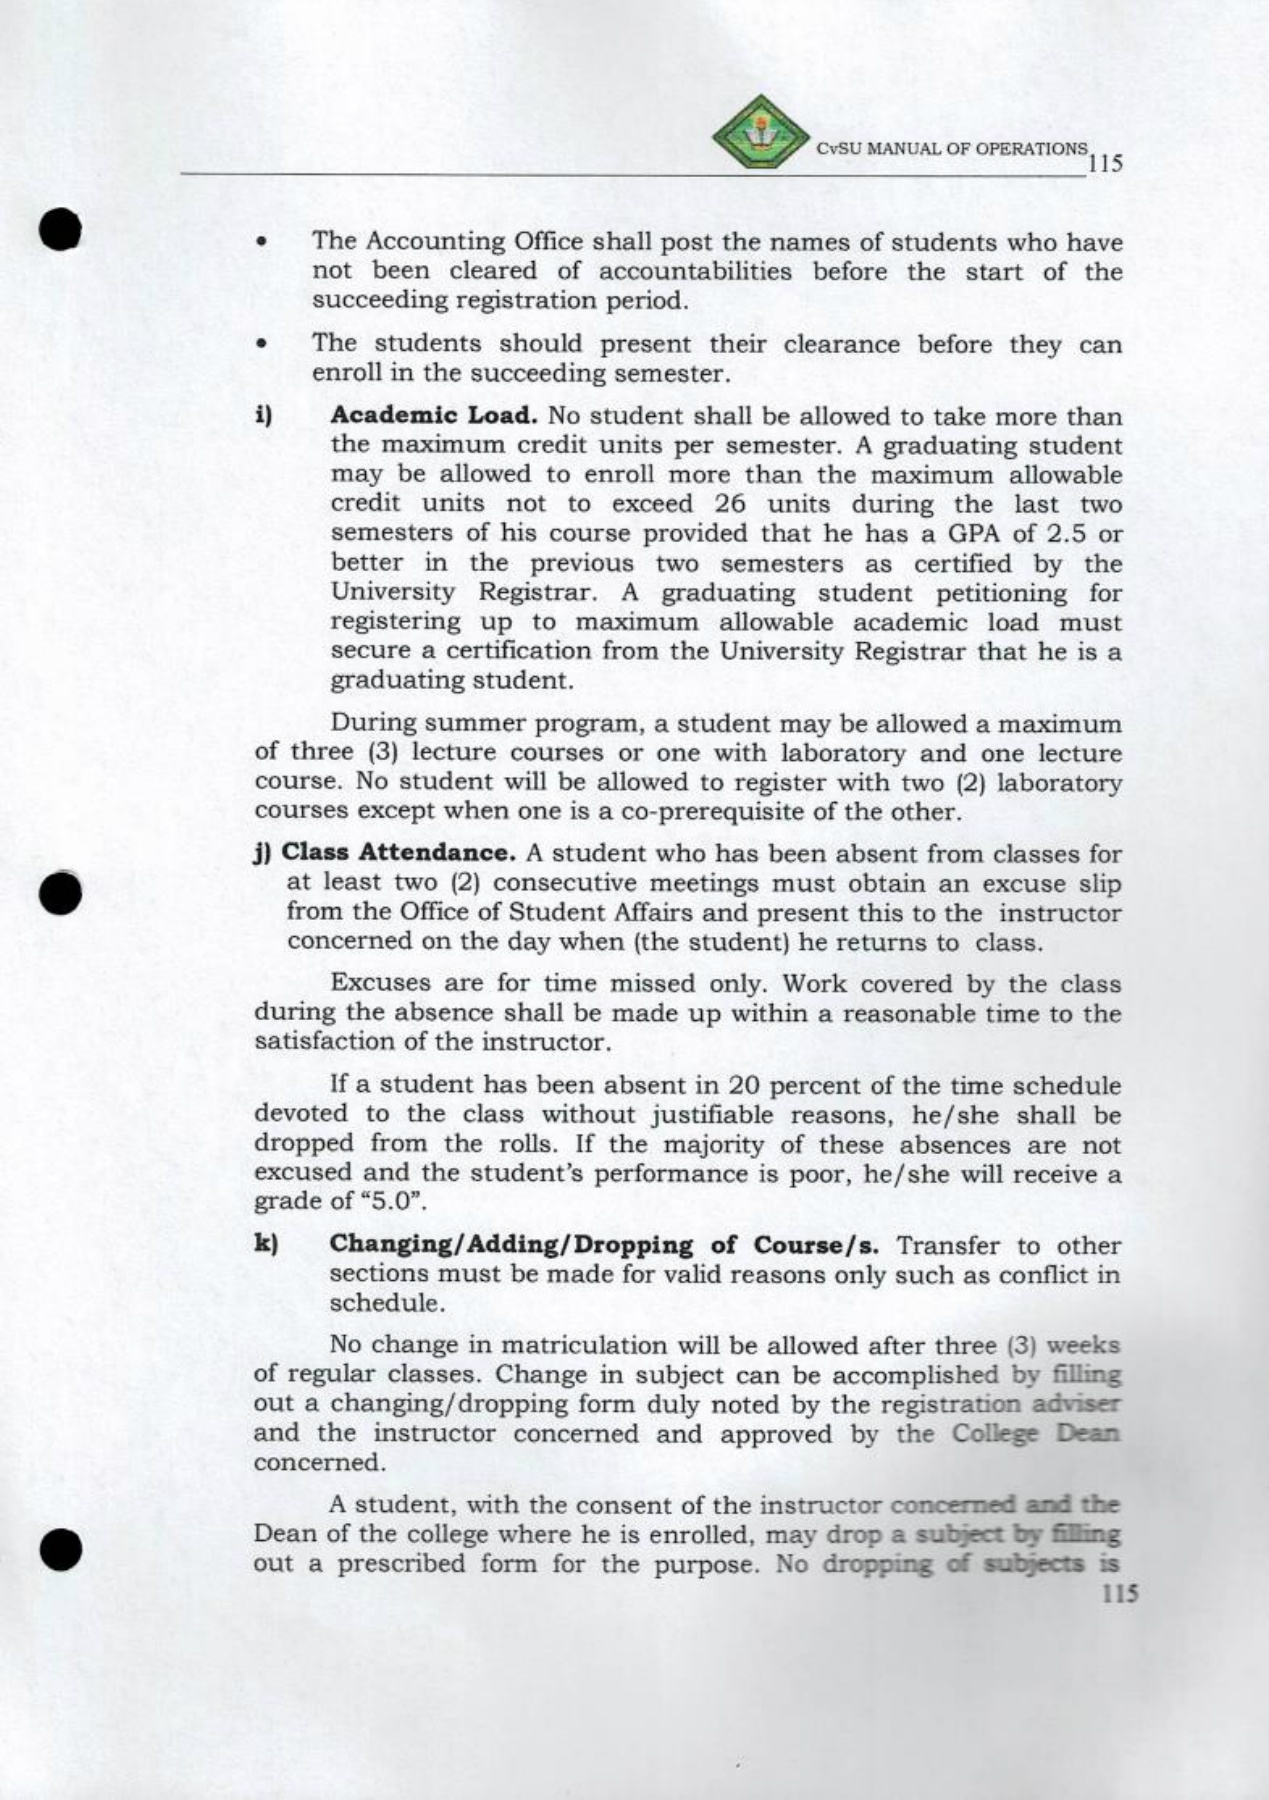 CvSU MANUAL OF OPERATIONS 115
• The Accounting Office shall post the names of students who have
not been cleared of accountabilities before the start of the
succeeding registration period.
• The students should present their clearance before they can
enroll in the succeeding semester.
i) Academic Load. No student shall be allowed to take more than
the maximum credit units per semester. A graduating student
may be allowed to enroll more than the maximum allowable
credit units not to exceed 26 units during the last two
semesters of his course provided that he has a GPA of 2.5 or
better in the previous two semesters as certified by the
University Registrar. A graduating student petitioning for
registering up to maximum allowable academic load must
secure a certification from the University Registrar that he is a
graduating student.
During summer program, a student may be allowed a maximum
of three (3) lecture courses or one with laboratory and one lecture
course. No student will be allowed to register with two (2) laboratory
courses except when one is a co-prerequisite of the other.
j) Class Attendance. A student who has been absent from classes for
at least two (2) consecutive meetings must obtain an excuse slip
from the Office of Student Affairs and present this to the instructor
concerned on the day when (the student) he returns to class.
Excuses are for time missed only. Work covered by the class
during the absence shall be made up within a reasonable time to the
satisfaction of the instructor.
If a student has been absent in 20 percent of the time schedule
devoted to the class without justifiable reasons, he/she shall be
dropped from the rolls. If the majority of these absences are not
excused and the student's performance is poor, he/she will receive a
grade of “5.0”.
k) Changing/Adding/Dropping of Course/s. Transfer to other
sections must be made for valid reasons only such as conflict in
schedule.
No change in matriculation will be allowed after three (3) weeks
of regular classes. Change in subject can be accomplished by filling
out a changing/dropping form duly noted by the registration adviser
and the instructor concerned and approved by the College Dean
concerned.
A student, with the consent of the instructor concerned and the
Dean of the college where he is enrolled, may drop a subject by filling
out a prescribed form for the purpose. No dropping of subjects is
115